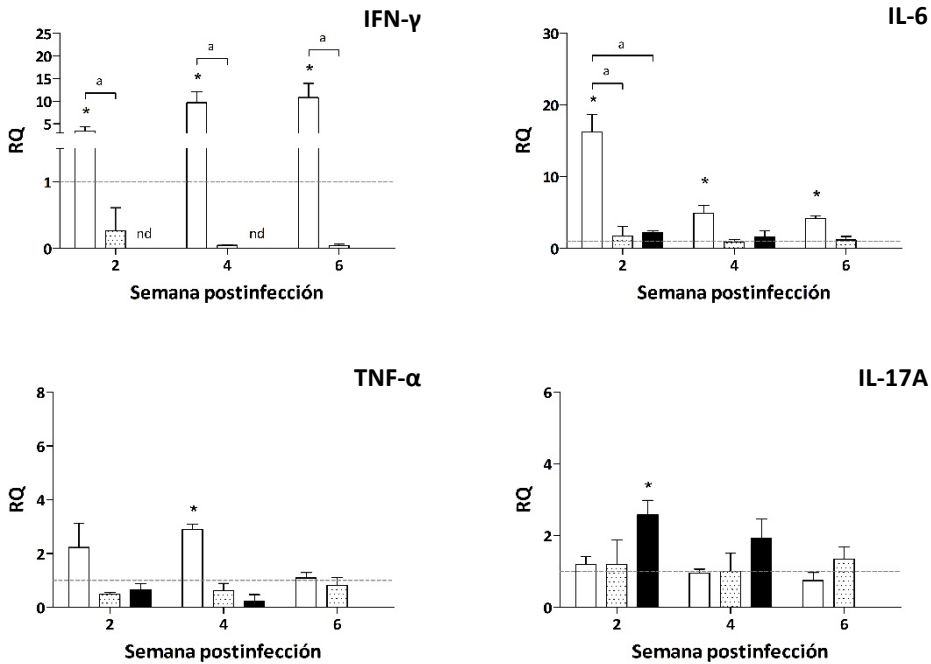 IFN-γ
25
20
15
10
5
1
0
RQ
a
*
nd
a
*
nd
a
*
2 4 6
Semana postinfección
IL-6
30
20
10
0
RQ
a
a
*
*
*
2 4 6
Semana postinfección
TNF-α
8
6
4
2
0
RQ
*
2 4 6
Semana postinfección
IL-17A
6
4
2
0
RQ
*
2 4 6
Semana postinfección